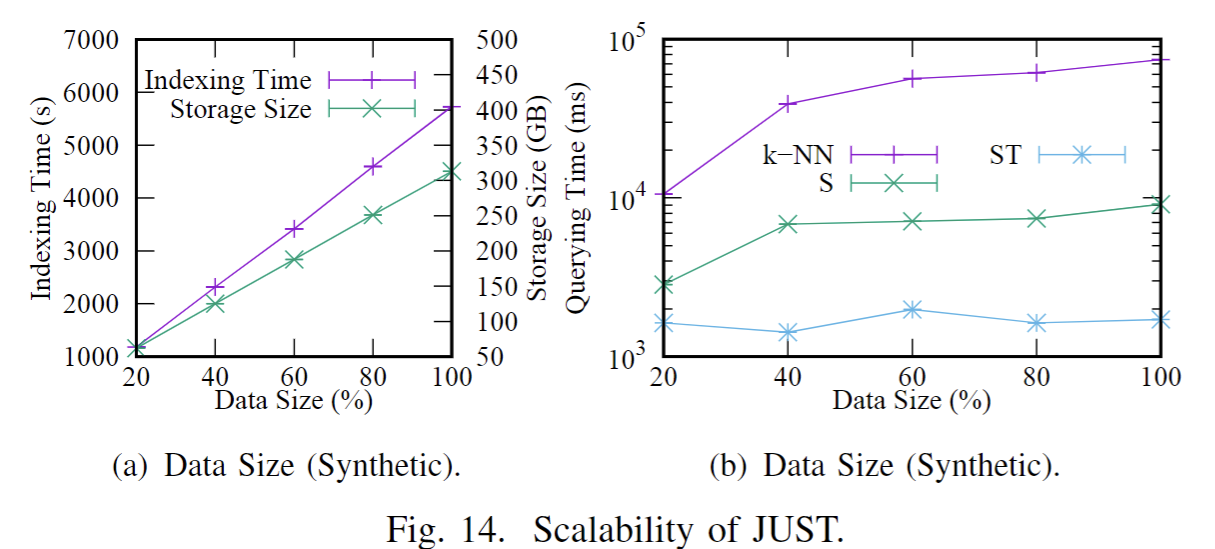 7000
6000
5000
4000
3000
2000
1000
Indexing Time (s)
Indexing Time
Storage Size
500
450
400
350
300
250
200
150
100
50
Storage Size (GB)
20 40 60 80 100
Data Size (%)
(a) Data Size (Synthetic).
10^5
10^4
10^3
Querying Time (ms)
k−NN
S
ST
20 40 60 80 100
Data Size (%)
(b) Data Size (Synthetic).
Fig. 14. Scalability of JUST.